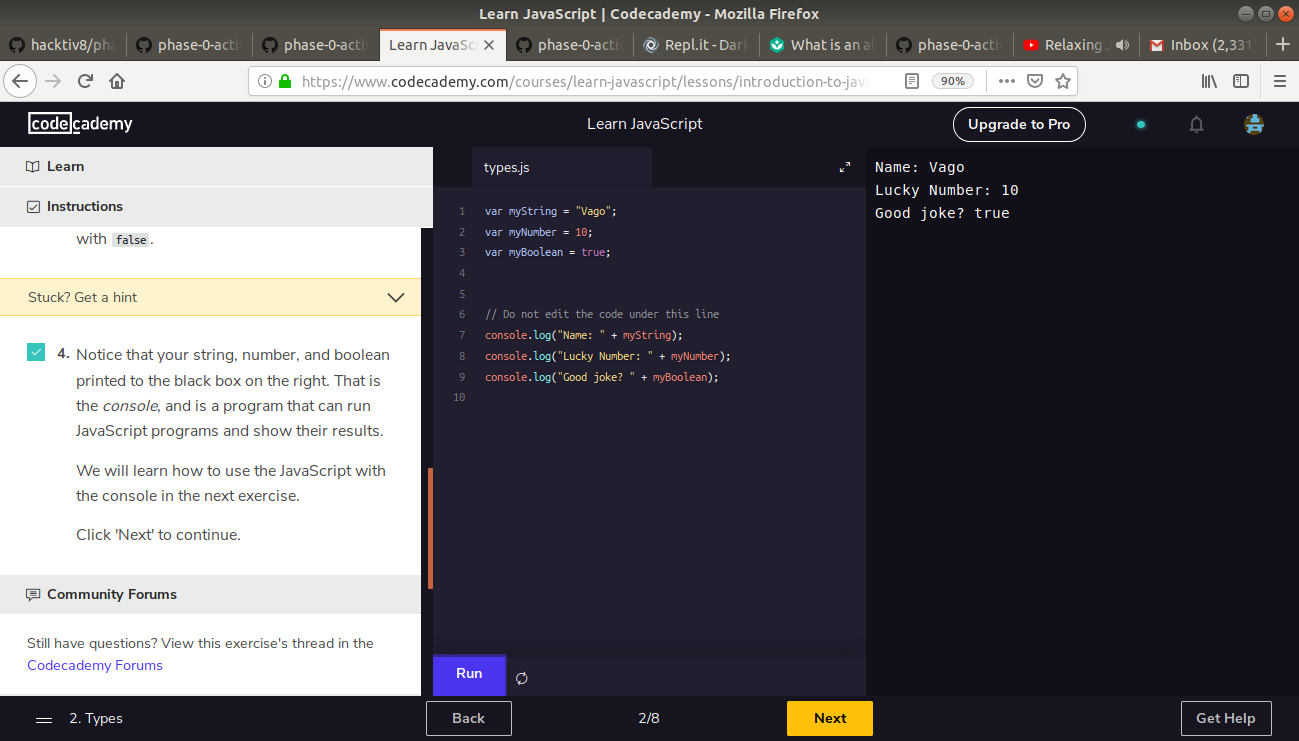 Learn JavaScript | Codecademy - Mozilla Firefox
hacktiv8/pha
phase-0-acti
phase-0-acti
Learn JavaSc
phase-0-acti
Repl.it - Dark
What is an al
phase-0-acti
Relaxing
Inbox (2,331
https://www.codecademy.com/courses/learn-javascript/lessons/introduction-to-java
90%
codecademy
Learn JavaScript
Upgrade to Pro
Learn
Instructions
with false.
Stuck? Get a hint
4. Notice that your string, number, and boolean
printed to the black box on the right. That is
the console, and is a program that can run
JavaScript programs and show their results.
We will learn how to use the JavaScript with
the console in the next exercise.
Click 'Next' to continue.
Community Forums
Still have questions? View this exercise's thread in the
Codecademy Forums
types.js
1 var myString = "Vago";
2 var myNumber = 10;
3 var myBoolean = true;
4
5
6 // Do not edit the code under this line
7 console.log("Name: " + myString);
8 console.log("Lucky Number: " + myNumber);
9 console.log("Good joke? " + myBoolean);
10
Run
Name: Vago
Lucky Number: 10
Good joke? true
2. Types
Back
2/8
Next
Get Help